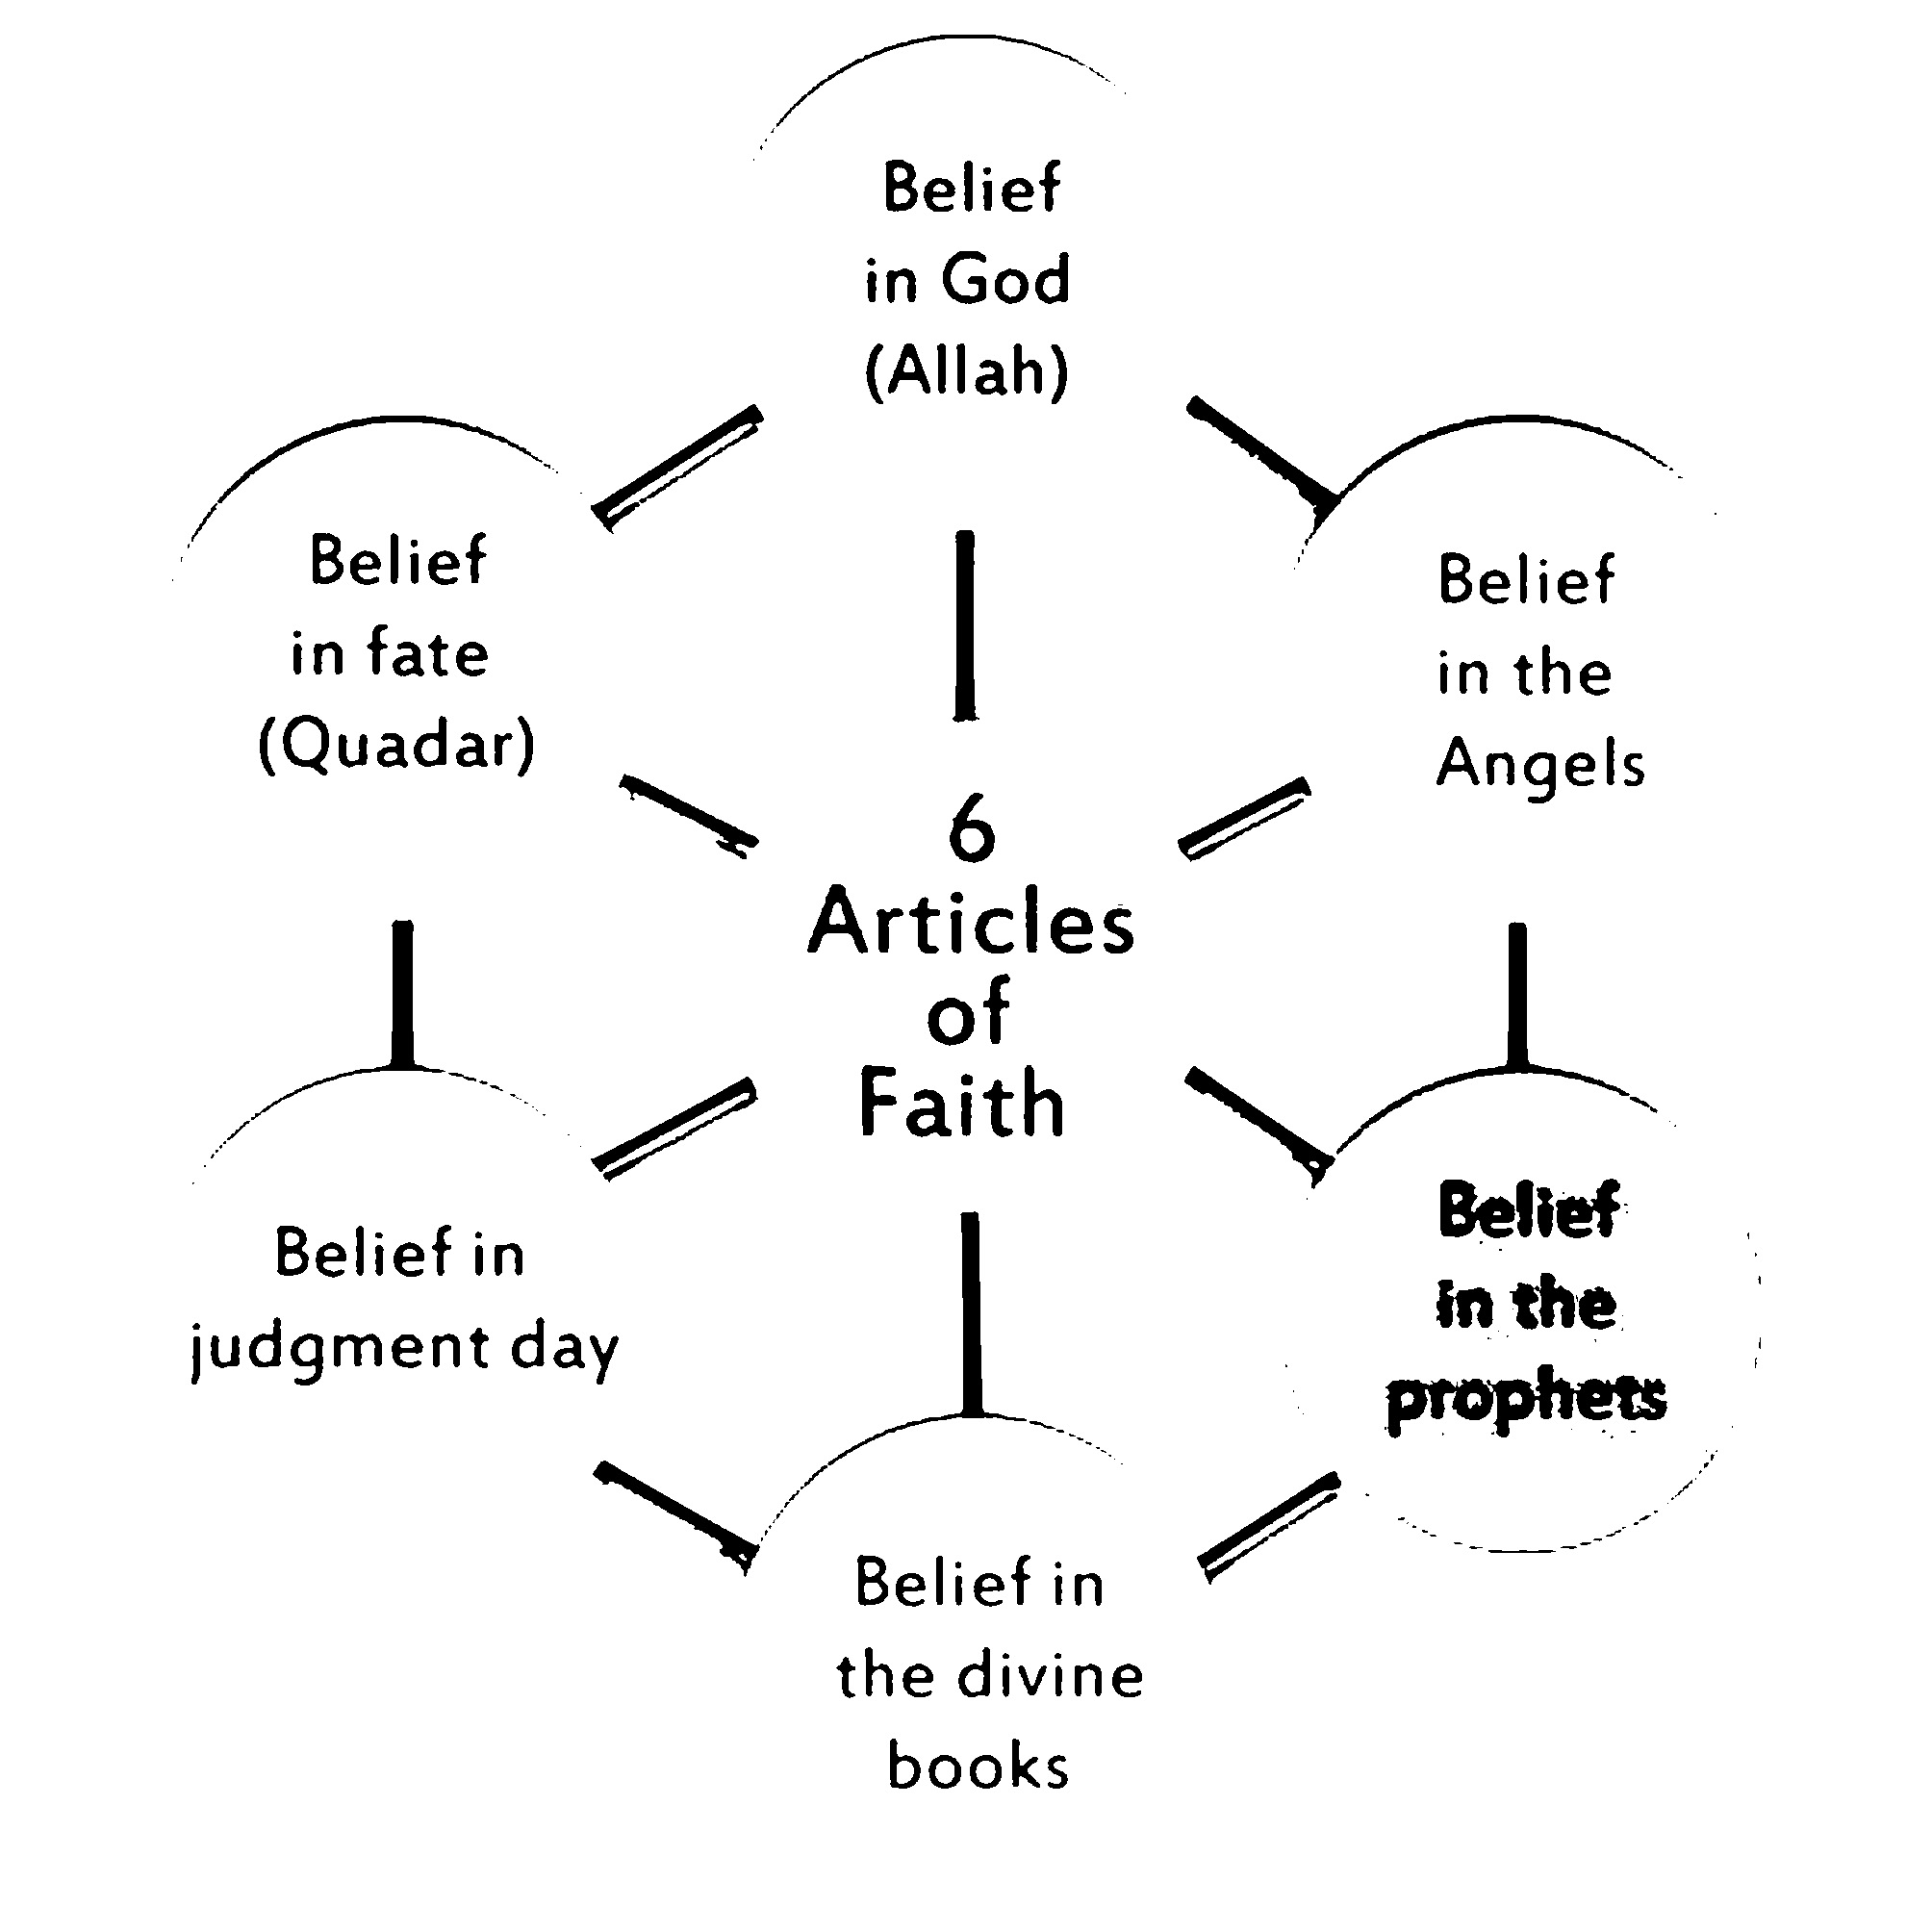 Belief
in God
(Allah)
Belief
in fate
(Quadar)
Belief
in the
Angels
6
Articles
of
Faith
Belief in
judgment day
Belief
in the
prophets
Belief in
the divine
books